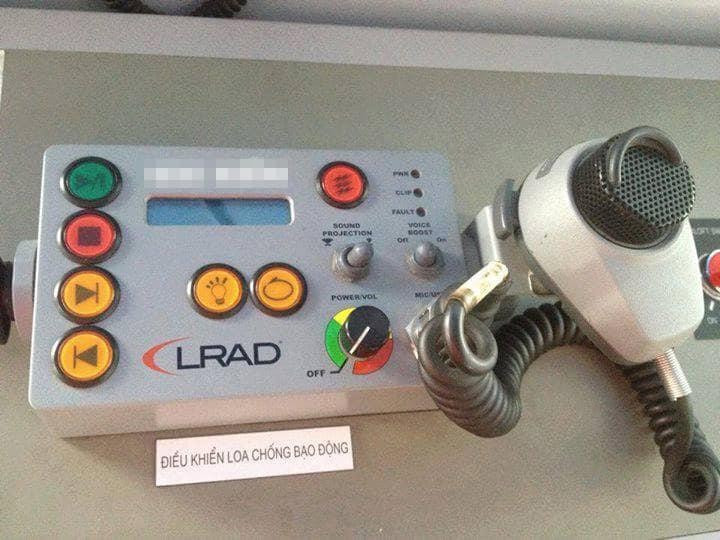 PWR
CLIP
FAULT
SOUND
PROJECTION
VOICE
BOOST
Off
On
POWER/VOL
OFF
LRAD
ĐIỀU KHIỂN LOA CHỐNG BẠO ĐỘNG